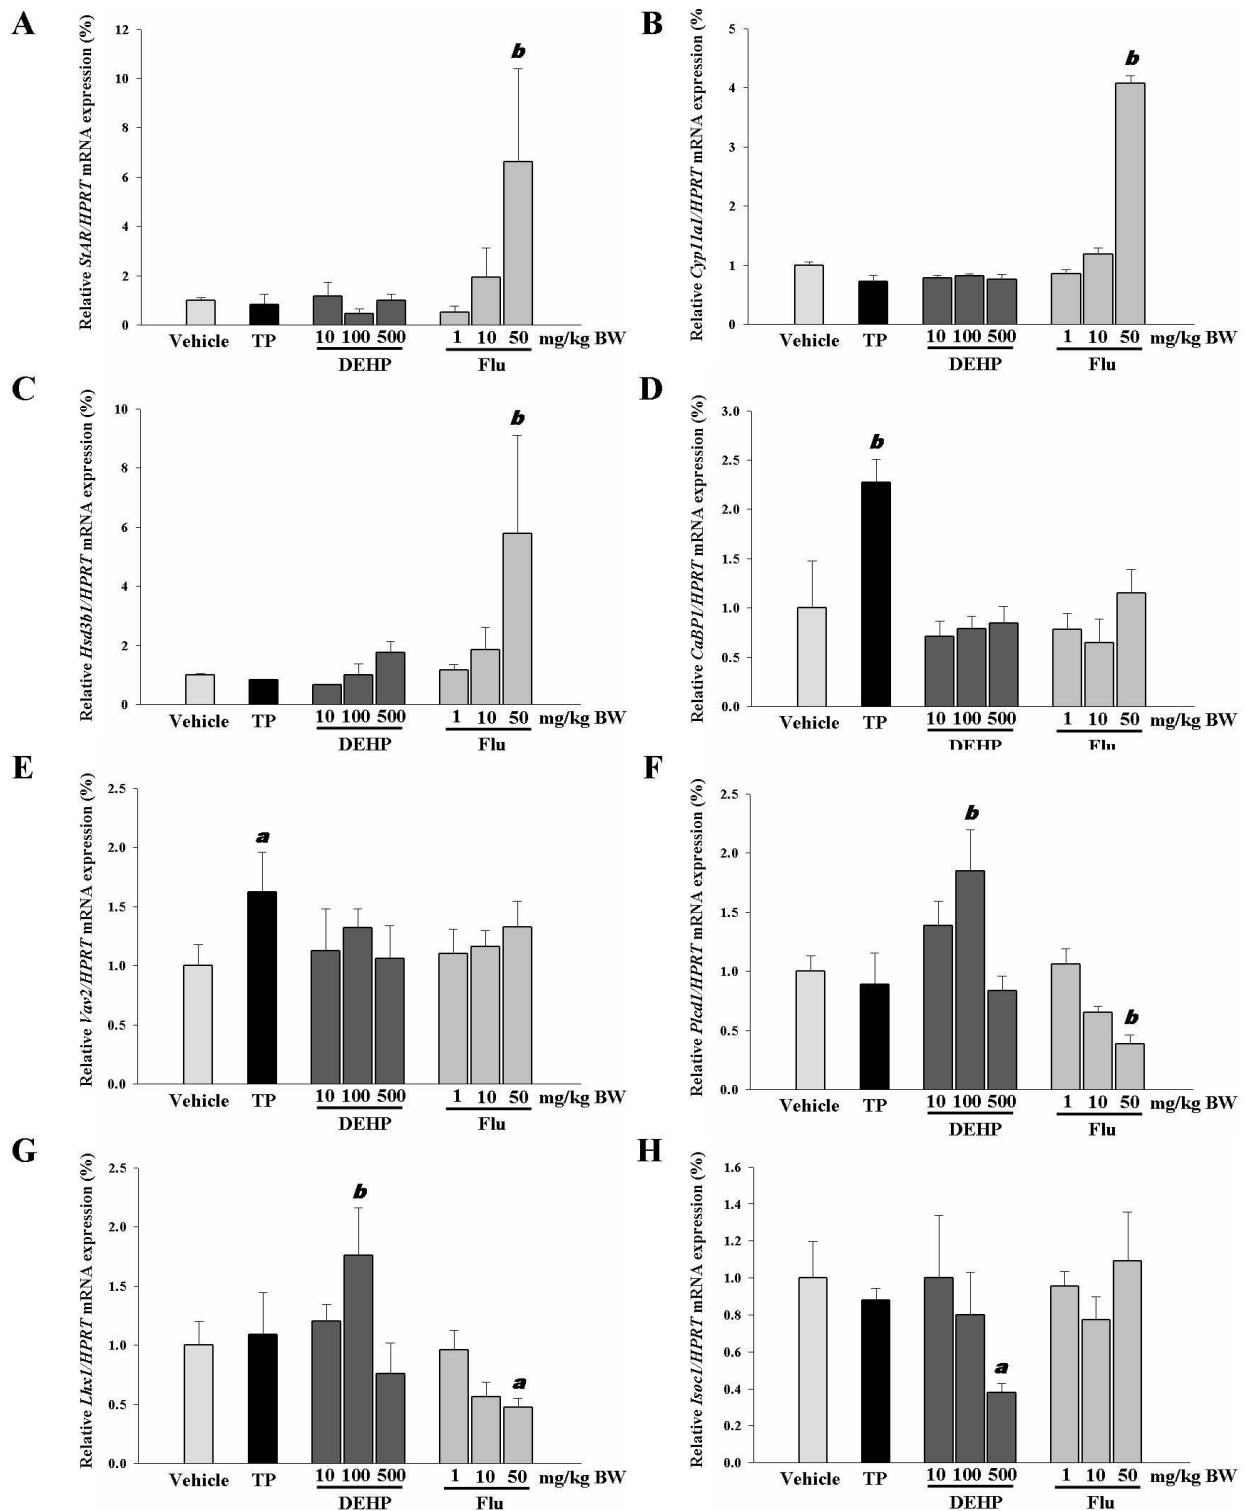 A
Relative StAR/HPRT mRNA expression (%)
12
10
8
6
4
2
0
b
Vehicle TP 10 100 500 1 10 50 mg/kg BW
DEHP Flu
B
Relative Cyp11a1/HPRT mRNA expression (%
5
4
3
2
1
0
b
Vehicle TP 10 100 500 1 10 50 mg/kg BW
DEHP Flu
C
Relative Hsd3b1/HPRT mRNA expression (%)
10
8
6
4
2
0
b
Vehicle TP 10 100 500 1 10 50 mg/kg BW
DEHP Flu
D
Relative CaBP1/HPRT mRNA expression (%)
3.0
2.5
2.0
1.5
1.0
0.5
0.0
b
Vehicle TP 10 100 500 1 10 50 mg/kg BW
DEHP Flu
E
Relative Vav2/HPRT mRNA expression (%)
2.5
2.0
1.5
1.0
0.5
0.0
a
Vehicle TP 10 100 500 1 10 50 mg/kg BW
DEHP Flu
F
Relative Plcd1/HPRT mRNA expression (%)
2.5
2.0
1.5
1.0
0.5
0.0
b
b
Vehicle TP 10 100 500 1 10 50 mg/kg BW
DEHP Flu
G
Relative Lhx1/HPRT mRNA expression (%)
2.5
2.0
1.5
1.0
0.5
0.0
b
a
Vehicle TP 10 100 500 1 10 50 mg/kg BW
DEHP Flu
H
Relative Isoc1/HPRT mRNA expression (%)
1.6
1.4
1.2
1.0
0.8
0.6
0.4
0.2
0.0
a
Vehicle TP 10 100 500 1 10 50 mg/kg BW
DEHP Flu